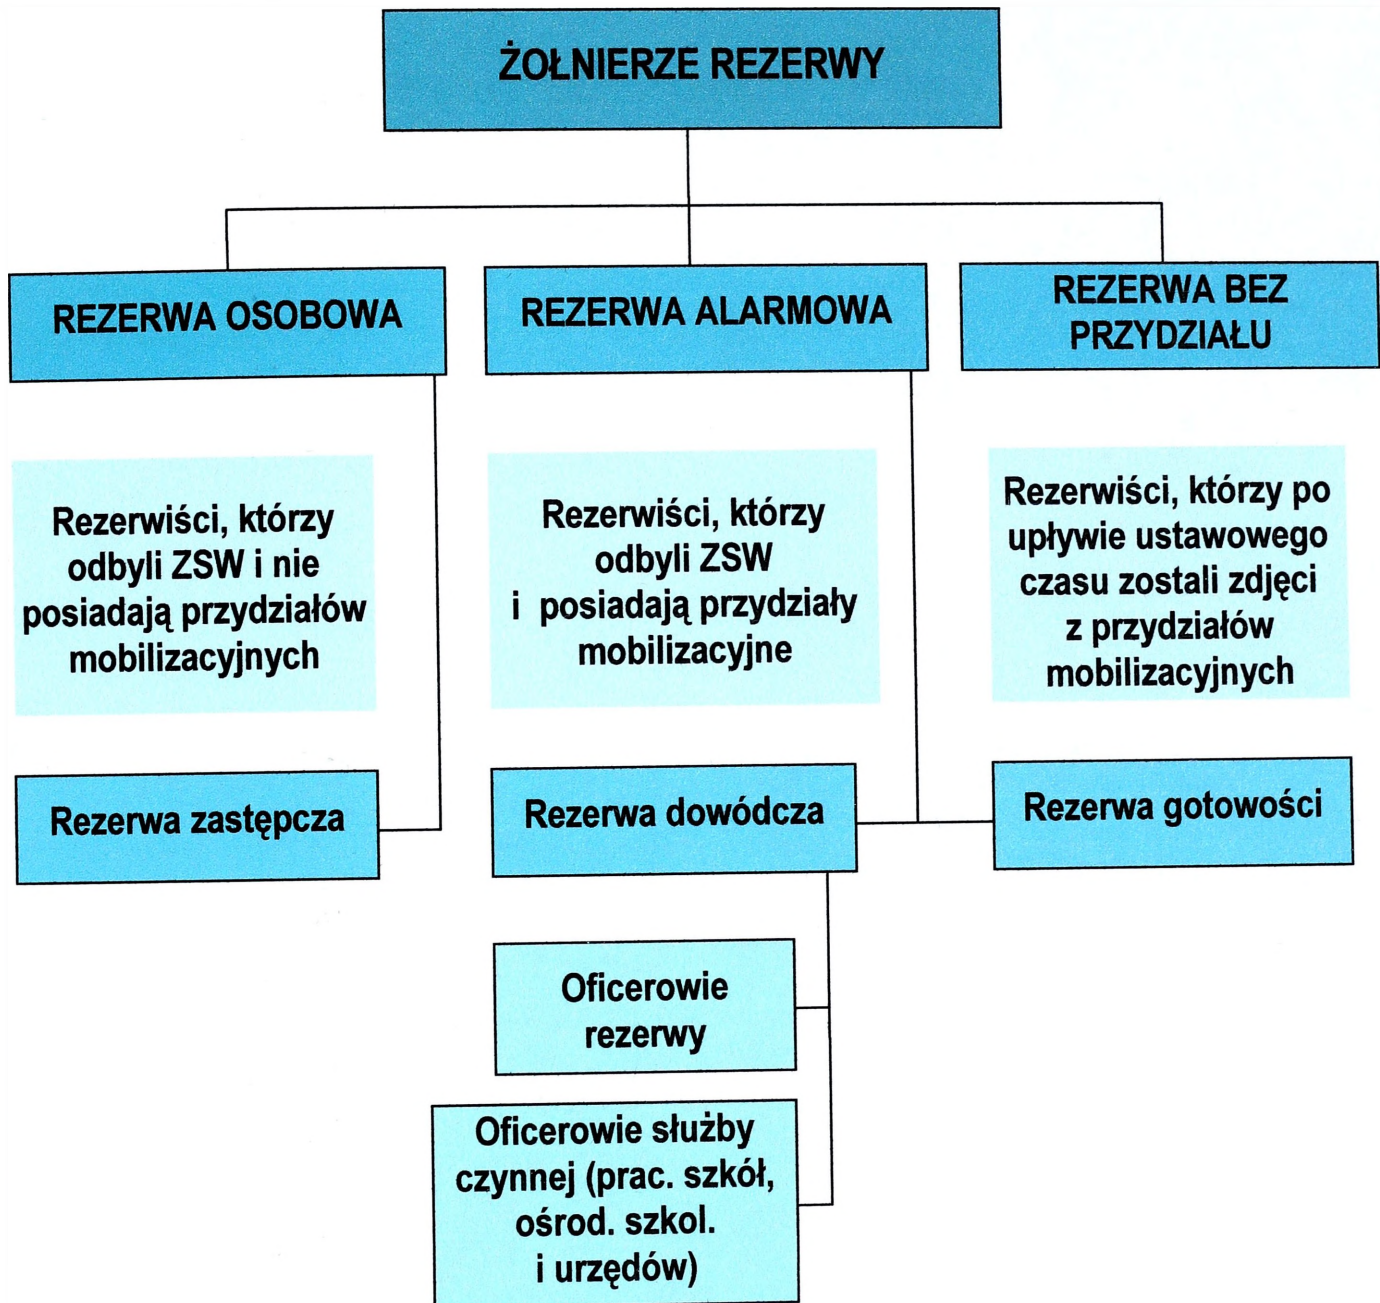 ŻOŁNIERZE REZERWY
REZERWA OSOBOWA
REZERWA ALARMOWA
REZERWA BEZ
PRZYDZIAŁU
Rezerwiści, którzy
odbyli ZSW i nie
posiadają przydziałów
mobilizacyjnych
Rezerwiści, którzy
odbyli ZSW
i posiadają przydziały
mobilizacyjne
Rezerwiści, którzy po
upływie ustawowego
czasu zostali zdjęci
z przydziałów
mobilizacyjnych
Rezerwa zastępcza
Rezerwa dowódcza
Rezerwa gotowości
Oficerowie
rezerwy
Oficerowie służby
czynnej (prac. szkół,
ośrod. szkol.
i urzędów)